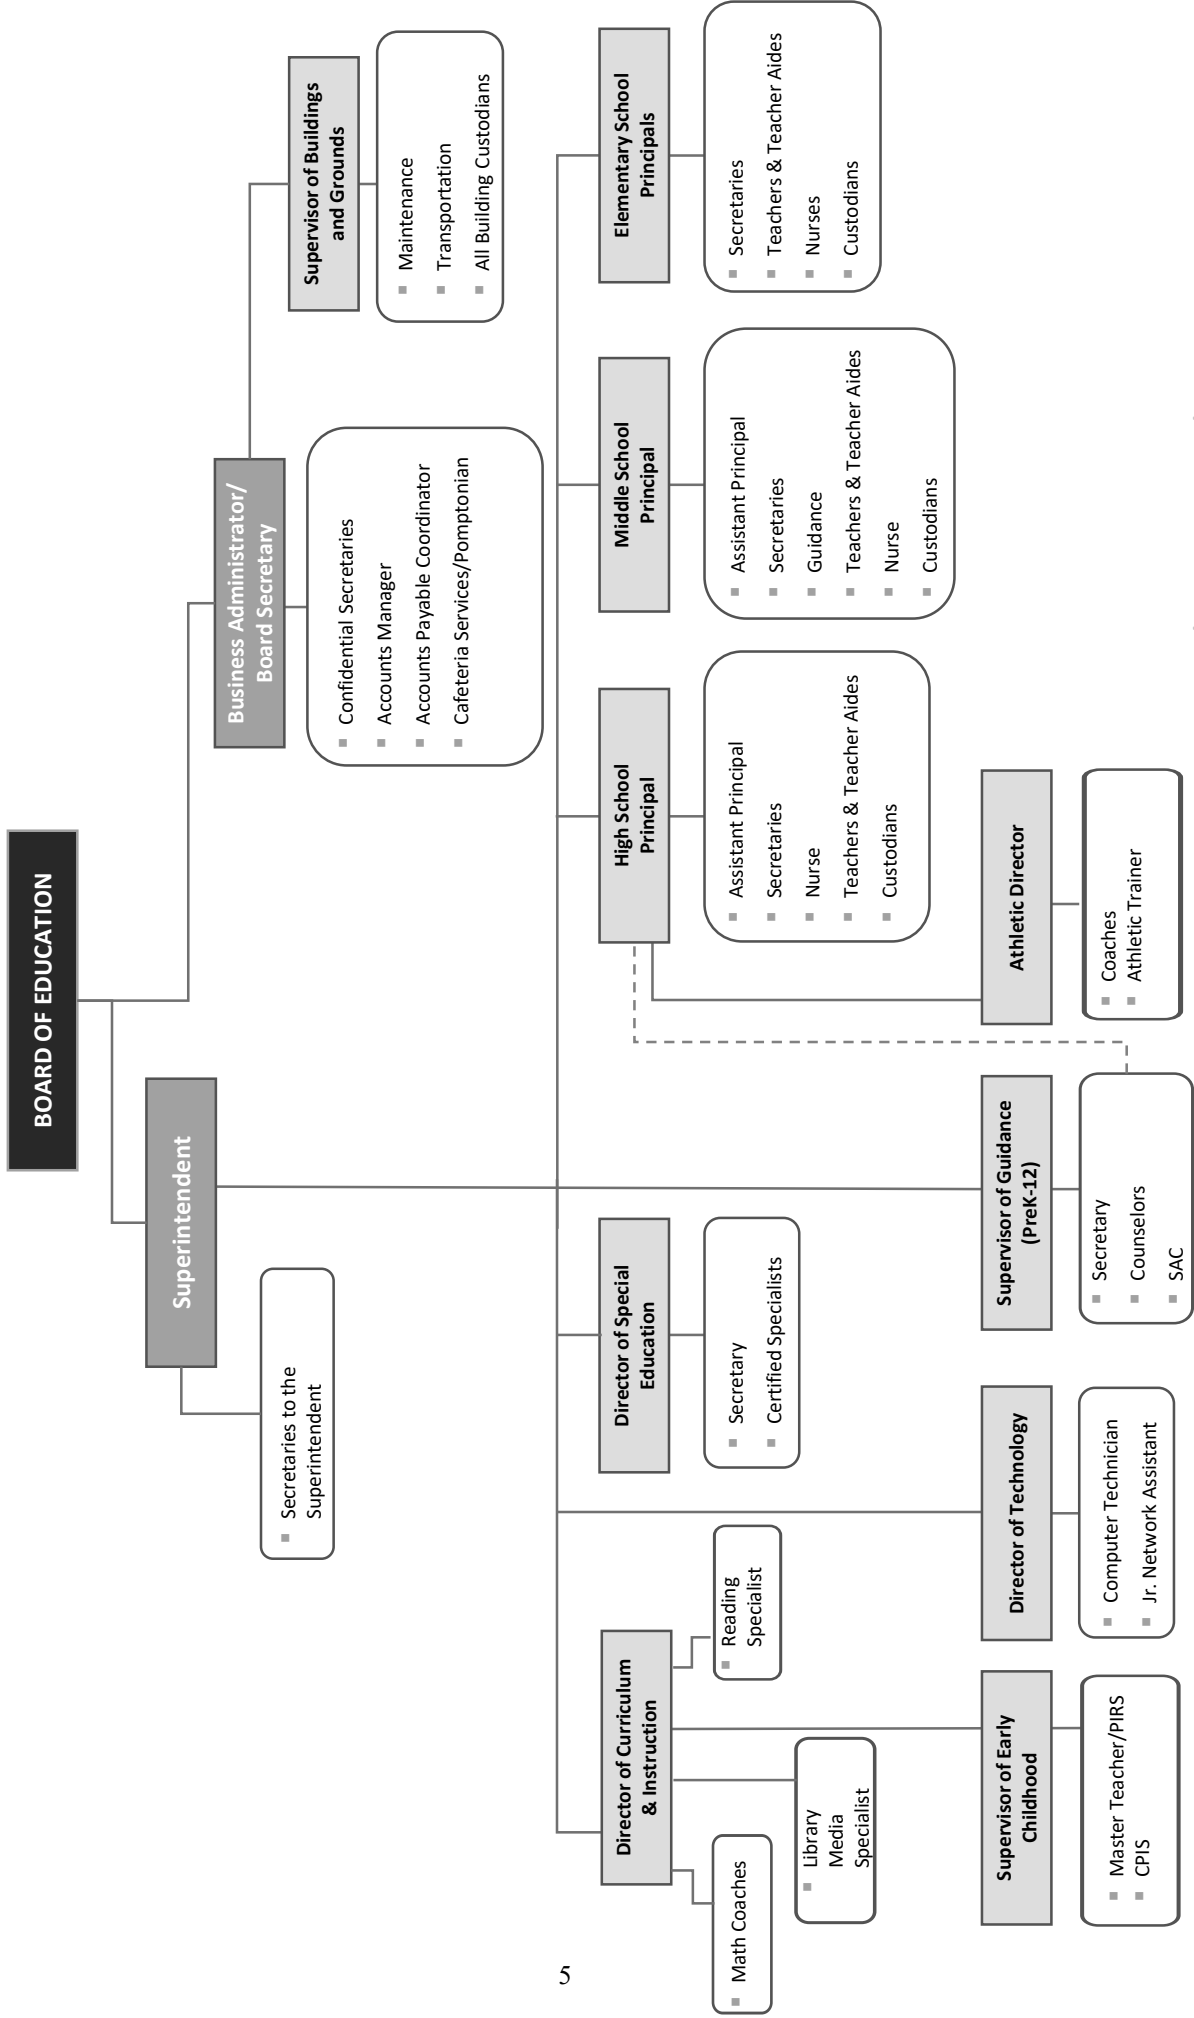 BOARD OF EDUCATION
Superintendent
Secretaries to the
Superintendent
Business Administrator/
Board Secretary
Confidential Secretaries
Accounts Manager
Accounts Payable Coordinator
Cafeteria Services/Pomptonian
Supervisor of Buildings
and Grounds
Maintenance
Transportation
All Building Custodians
Director of Curriculum
& Instruction
Math Coaches
Library
Media
Specialist
Reading
Specialist
Director of Special
Education
Secretary
Certified Specialists
High School
Principal
Assistant Principal
Secretaries
Nurse
Teachers & Teacher Aides
Custodians
Middle School
Principal
Assistant Principal
Secretaries
Guidance
Teachers & Teacher Aides
Nurse
Custodians
Elementary School
Principals
Secretaries
Teachers & Teacher Aides
Nurses
Custodians
Supervisor of Early
Childhood
Master Teacher/PIRS
CPIS
Director of Technology
Computer Technician
Jr. Network Assistant
Supervisor of Guidance
(PreK-12)
Secretary
Counselors
SAC
Athletic Director
Coaches
Athletic Trainer
5